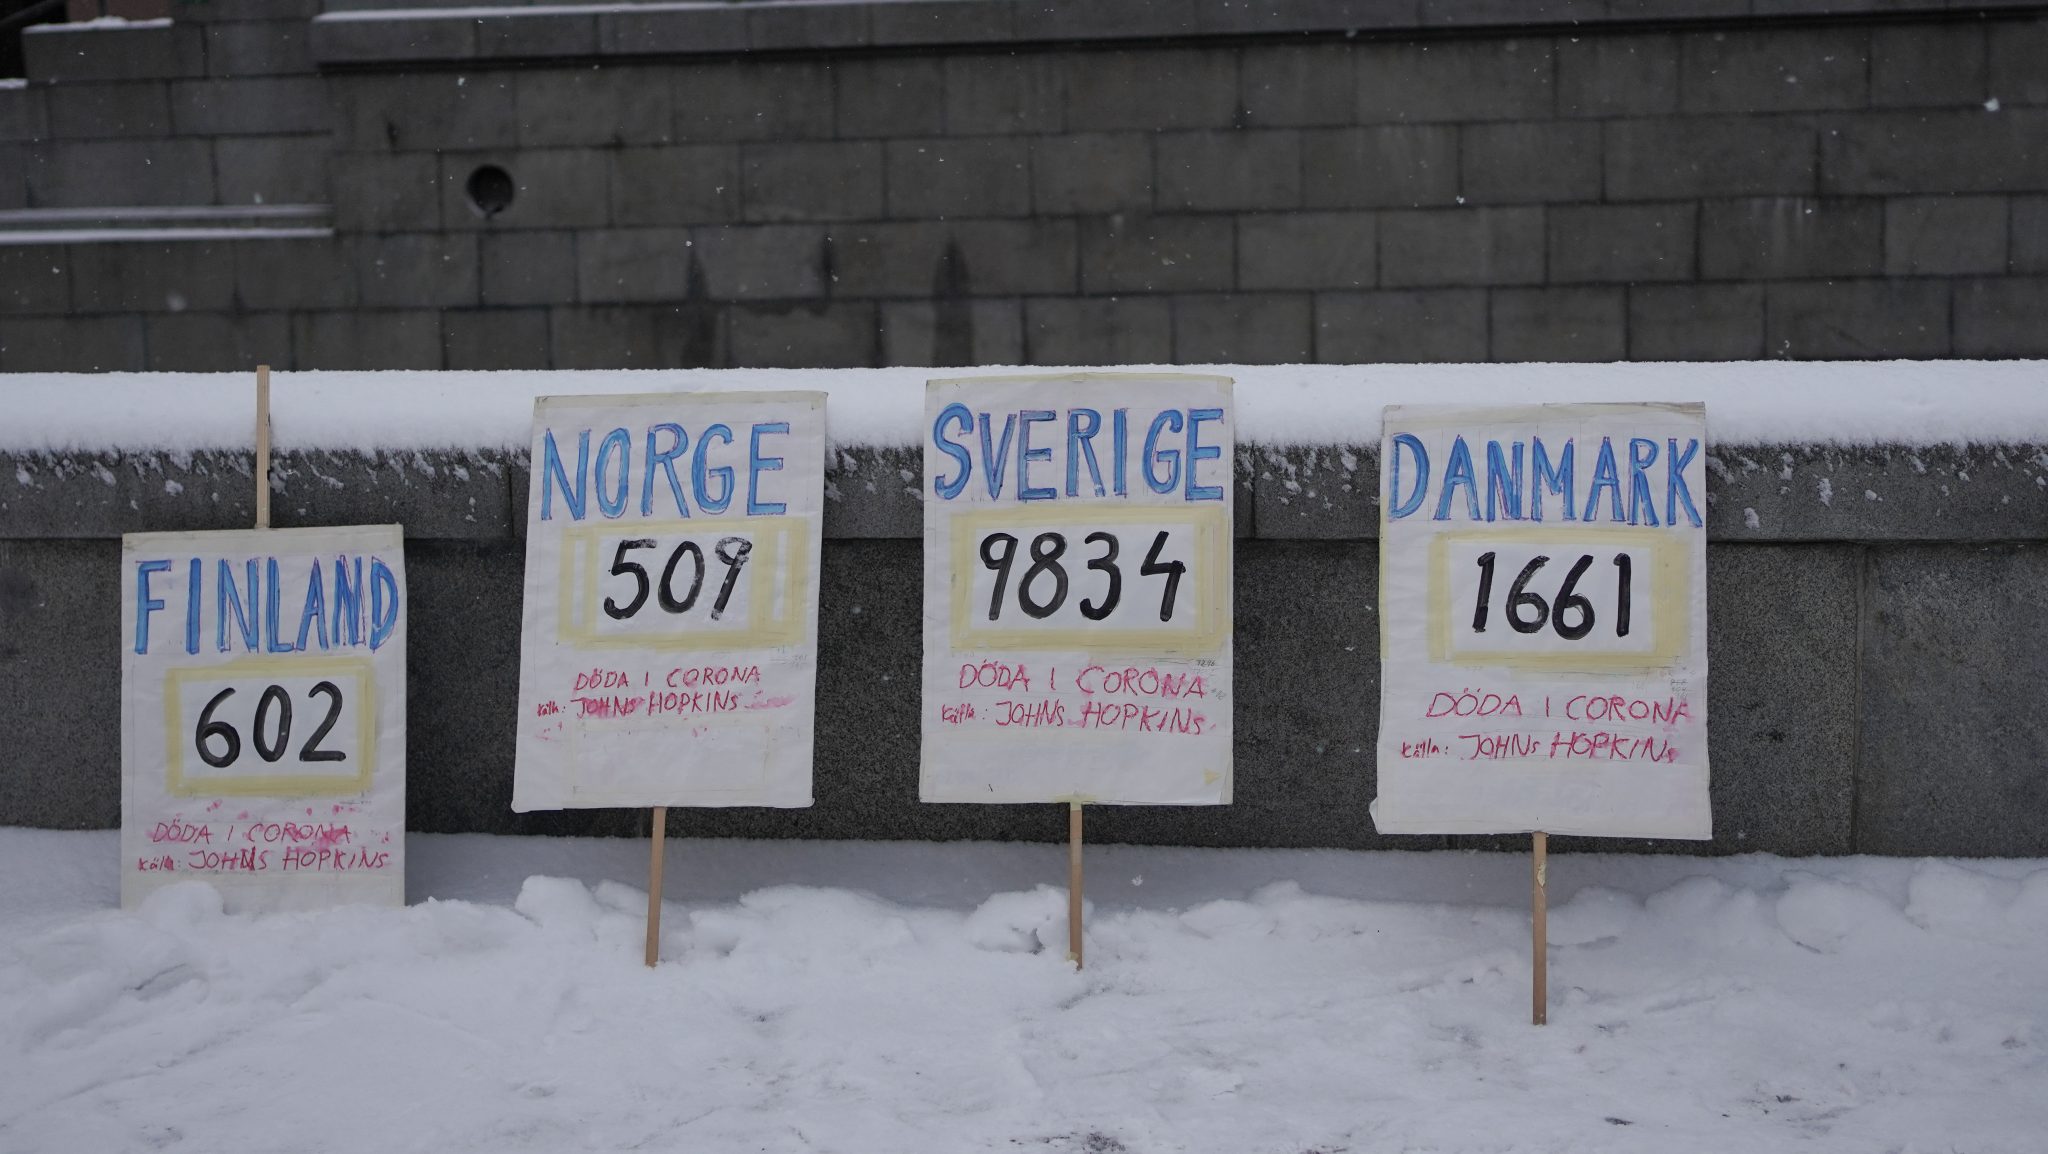 FINLAND
602
DÖDA I CORONA
Källa: JOHNS HOPKINS
NORGE
509
DÖDA I CORONA
Källa: JOHNS HOPKINS
SVERIGE
9834
DÖDA I CORONA
Källa: JOHNS HOPKINS
DANMARK
1661
DÖDA I CORONA
Källa: JOHNS HOPKINS